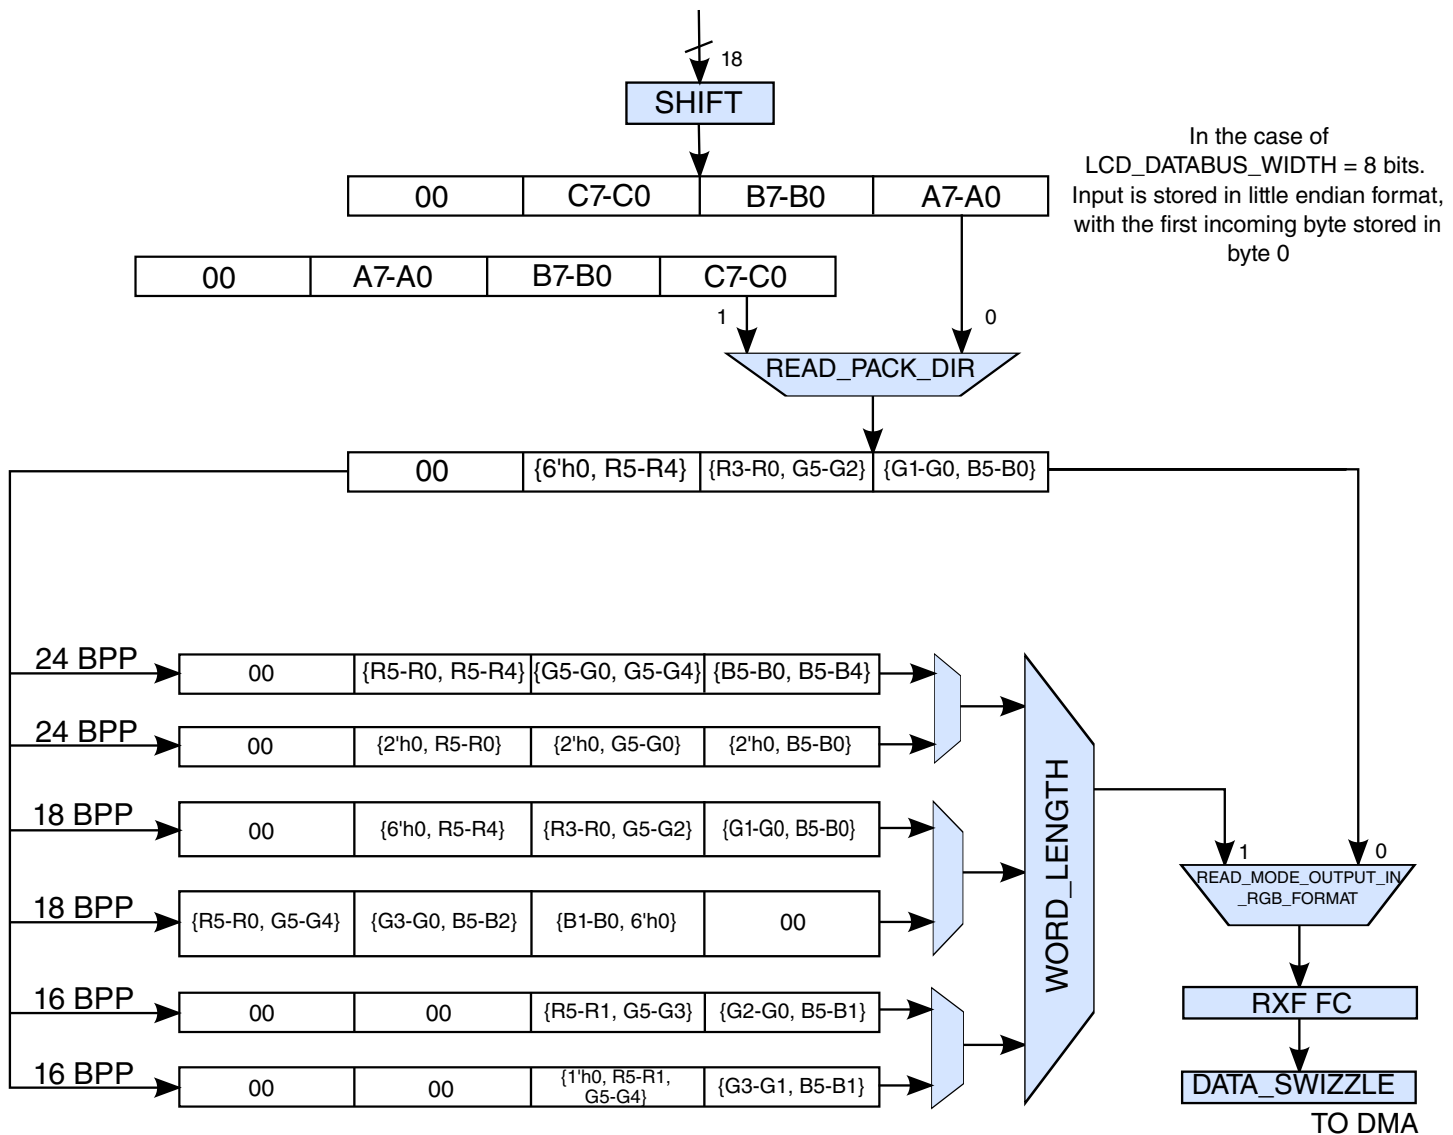 18
SHIFT
In the case of
LCD_DATABUS_WIDTH = 8 bits.
Input is stored in little endian format,
with the first incoming byte stored in
byte 0
00 C7-C0 B7-B0 A7-A0
00 A7-A0 B7-B0 C7-C0
1 0
READ_PACK_DIR
00 {6'h0, R5-R4} {R3-R0, G5-G2} {G1-G0, B5-B0}
24 BPP 00 {R5-R0, R5-R4} {G5-G0, G5-G4} {B5-B0, B5-B4}
24 BPP 00 {2'h0, R5-R0} {2'h0, G5-G0} {2'h0, B5-B0}
18 BPP 00 {6'h0, R5-R4} {R3-R0, G5-G2} {G1-G0, B5-B0}
18 BPP {R5-R0, G5-G4} {G3-G0, B5-B2} {B1-B0, 6'h0} 00
16 BPP 00 00 {R5-R1, G5-G3} {G2-G0, B5-B1}
16 BPP 00 00 {1'h0, R5-R1,
G5-G4} {G3-G1, B5-B1}
WORD_LENGTH
1 0
READ_MODE_OUTPUT_IN
_RGB_FORMAT
RXF FC
DATA_SWIZZLE
TO DMA